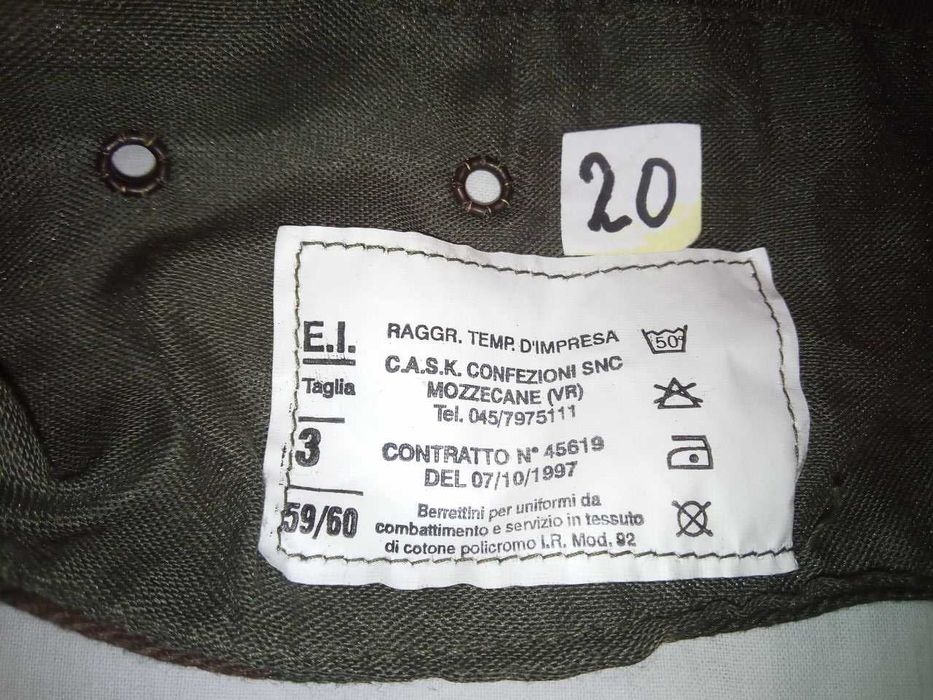 20
E.I.
Taglia
3
59/60
RAGGR. TEMP. D'IMPRESA
C.A.S.K. CONFEZIONI SNC
MOZZECANE (VR)
Tel. 045/7975111
CONTRATTO N° 45619
DEL 07/10/1997
Berrettini per uniformi da
combattimento e servizio in tessuto
di cotone policromo I.R. Mod. 92
50°